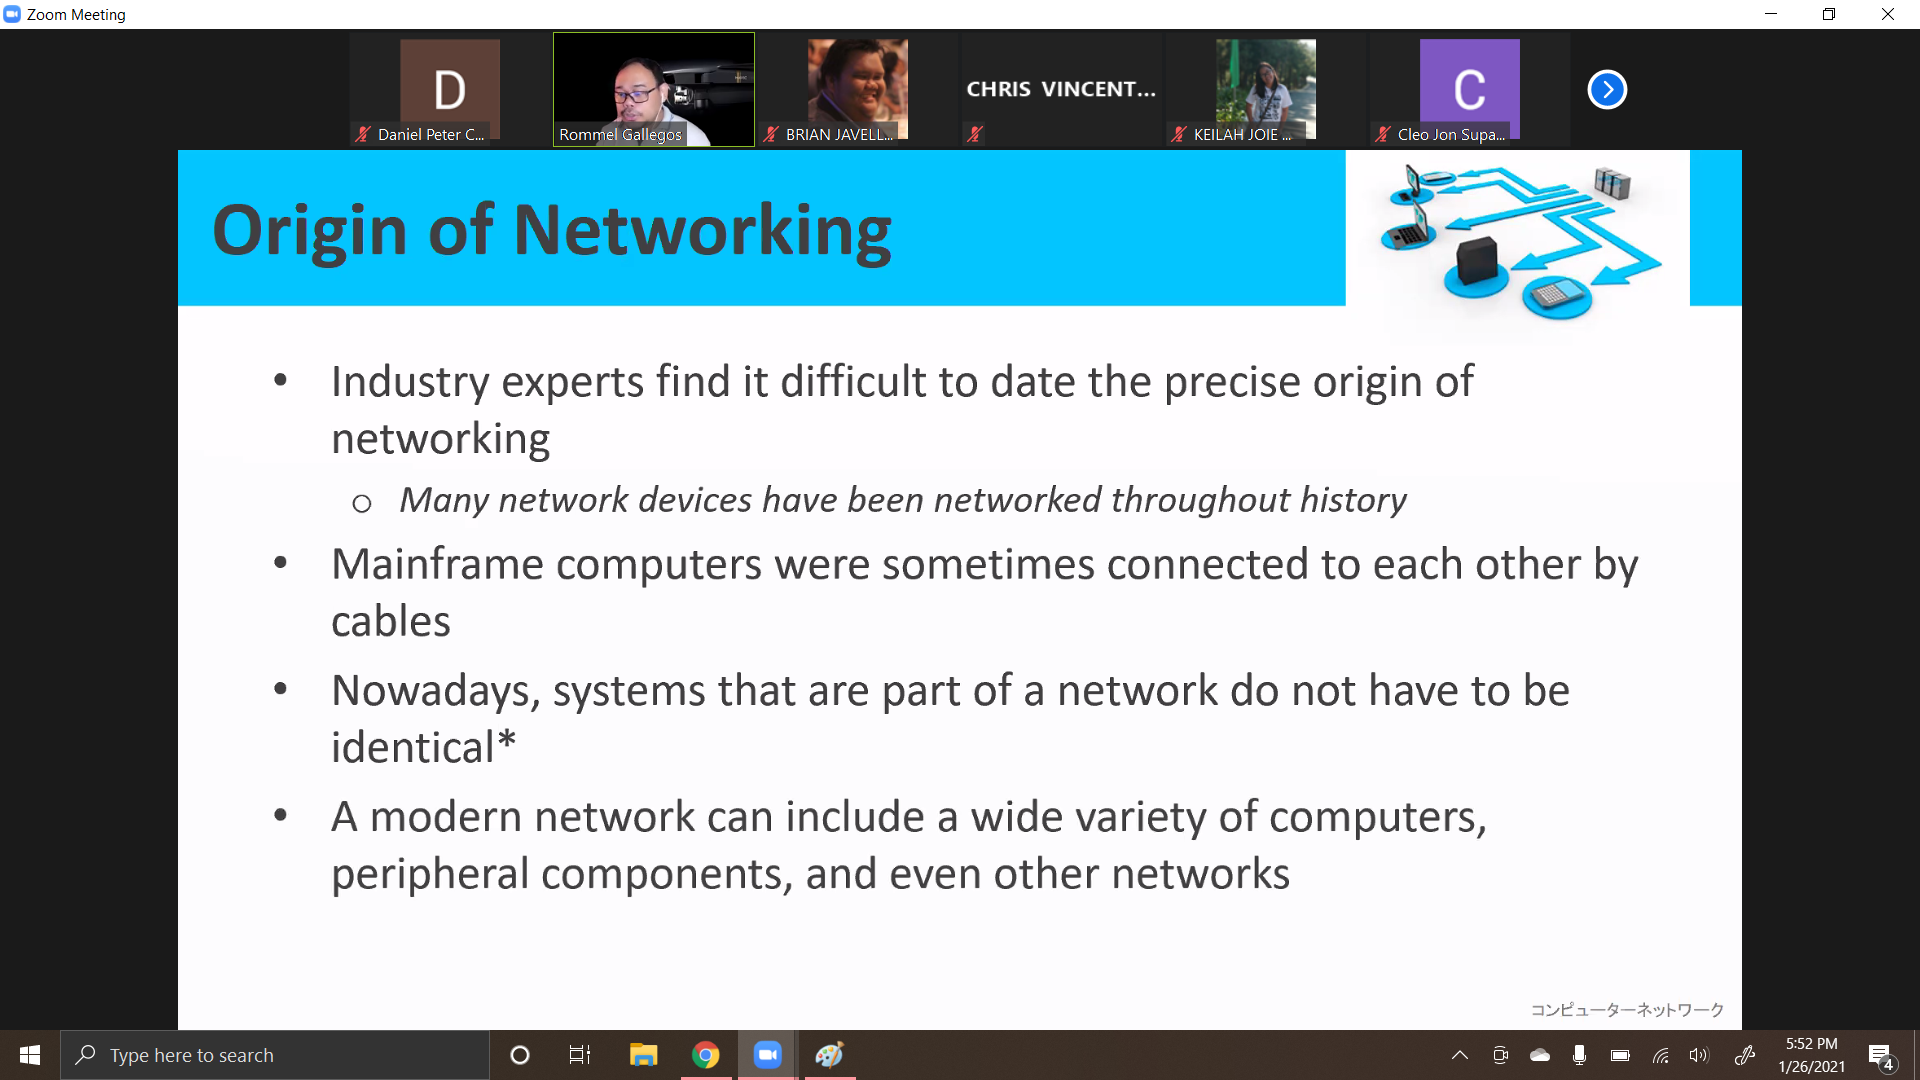 Zoom Meeting
D
Daniel Peter C...
Rommel Gallegos
BRIAN JAVELL...
CHRIS VINCENT...
KEILAH JOIE ...
C
Cleo Jon Supa...
Origin of Networking
• Industry experts find it difficult to date the precise origin of
networking
o Many network devices have been networked throughout history
• Mainframe computers were sometimes connected to each other by
cables
• Nowadays, systems that are part of a network do not have to be
identical*
• A modern network can include a wide variety of computers,
peripheral components, and even other networks
コンピューターネットワーク
Type here to search
5:52 PM
1/26/2021
4